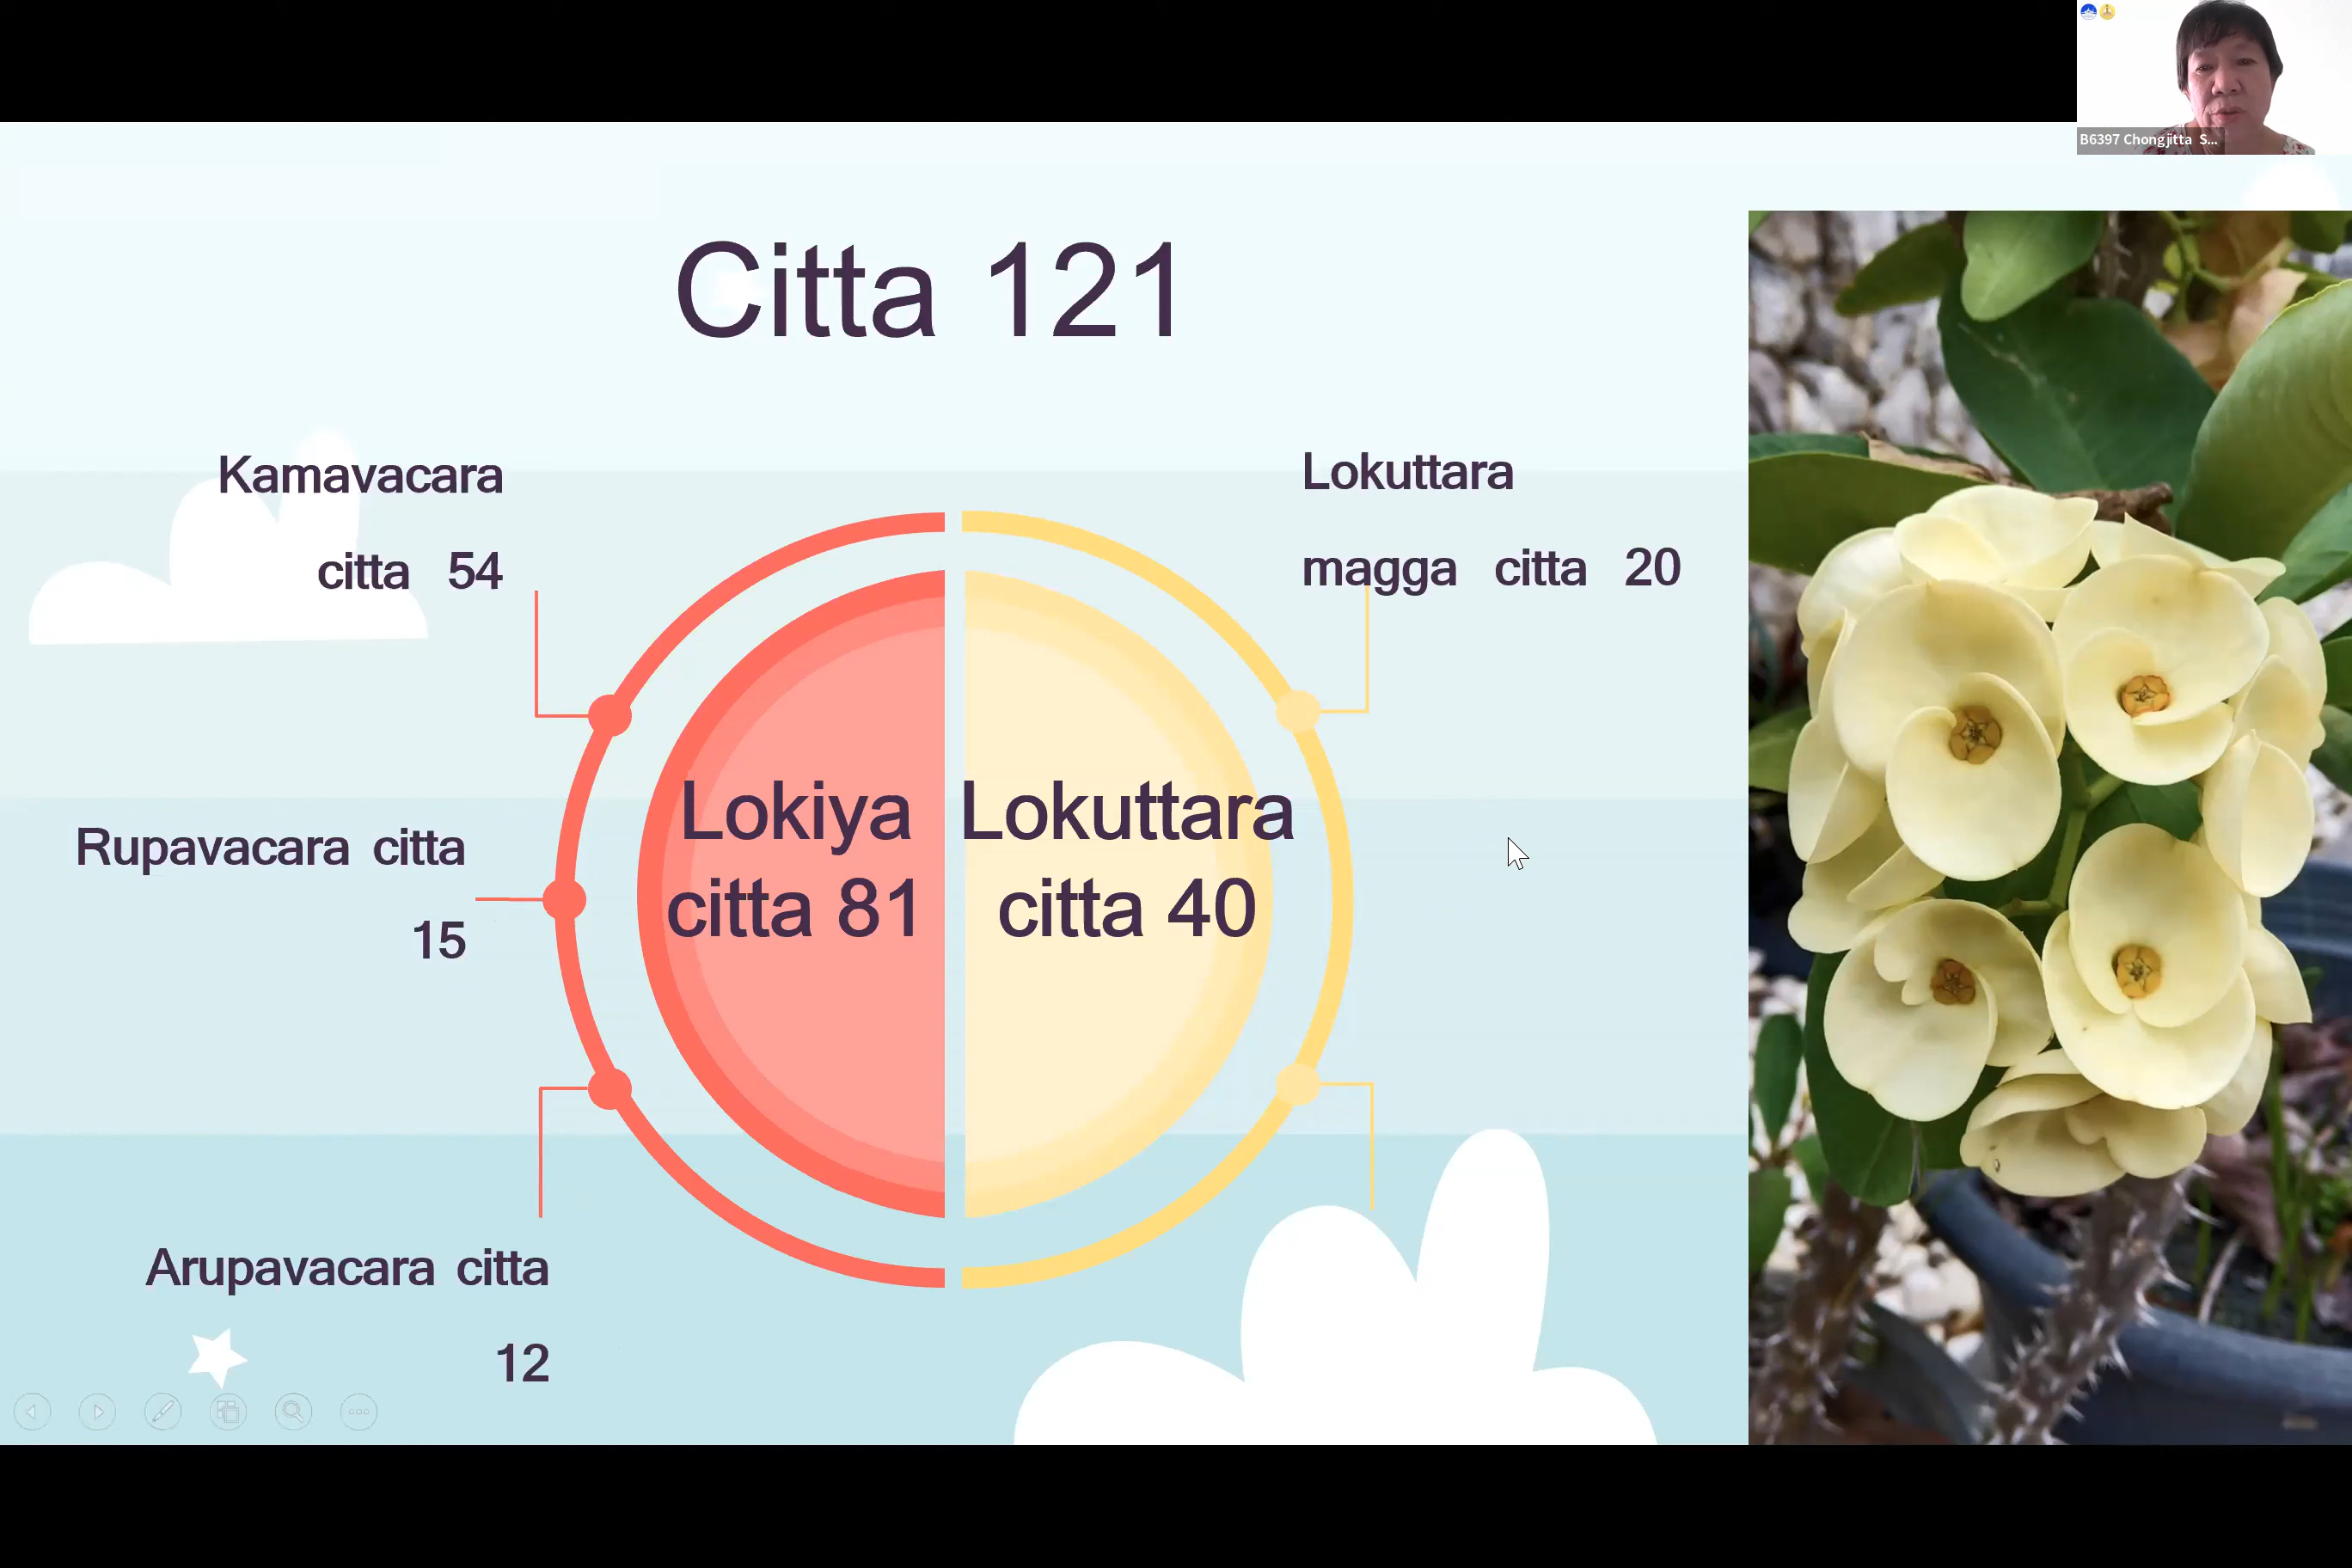 B6397 Chongjitta S...
Citta 121
Kamavacara
citta 54
Lokuttara
magga citta 20
Rupavacara citta
15
Lokiya
citta 81
Lokuttara
citta 40
Arupavacara citta
12